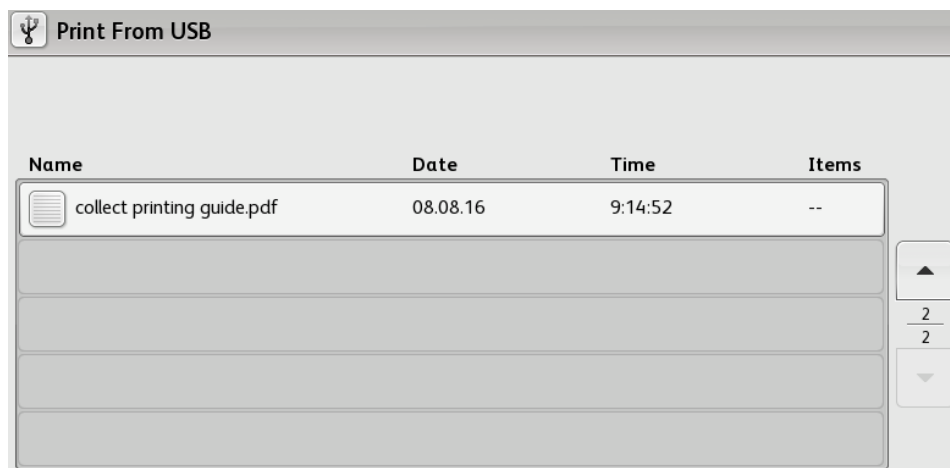 Print From USB
Name Date Time Items
collect printing guide.pdf 08.08.16 9:14:52 --
2
2